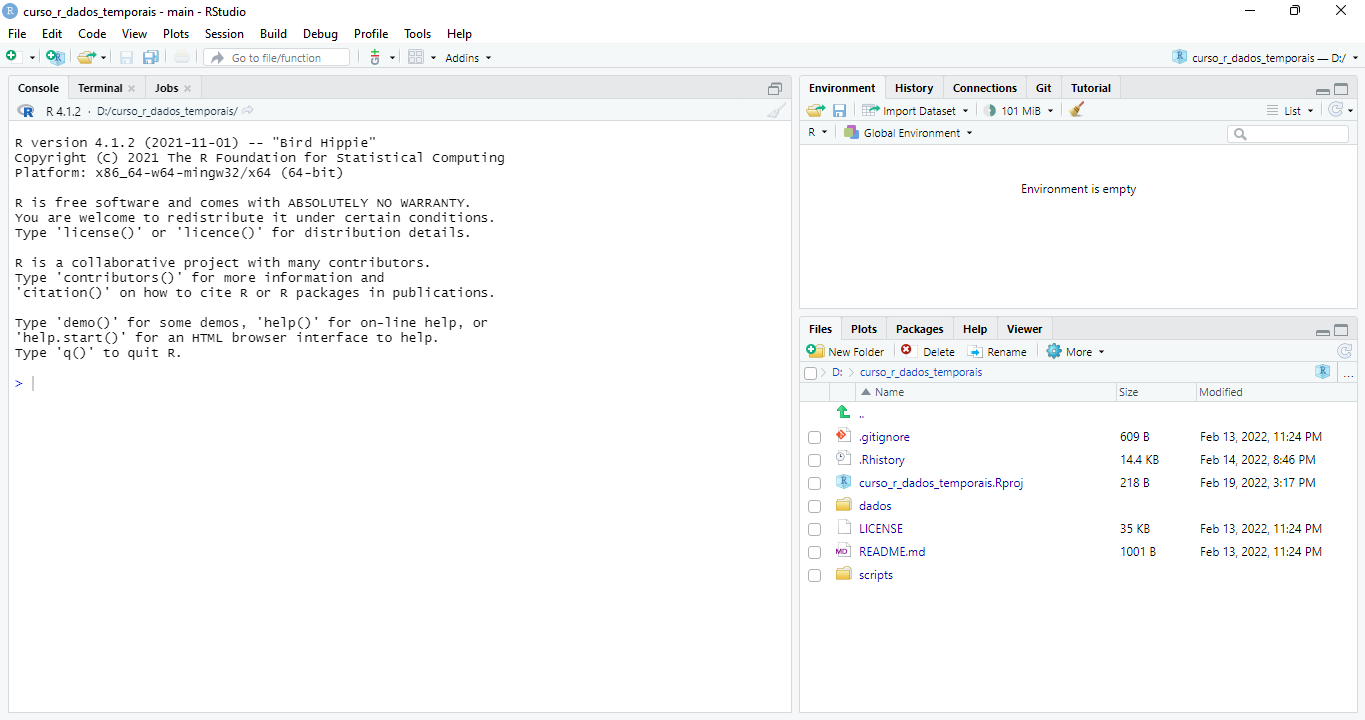 curso_r_dados_temporais - main - RStudio
File Edit Code View Plots Session Build Debug Profile Tools Help
Go to file/function Addins curso_r_dados_temporais — D:/
Console Terminal Jobs
R 4.1.2 · D:/curso_r_dados_temporais/
R version 4.1.2 (2021-11-01) -- "Bird Hippie"
Copyright (C) 2021 The R Foundation for Statistical Computing
Platform: x86_64-w64-mingw32/x64 (64-bit)
R is free software and comes with ABSOLUTELY NO WARRANTY.
You are welcome to redistribute it under certain conditions.
Type 'license()' or 'licence()' for distribution details.
R is a collaborative project with many contributors.
Type 'contributors()' for more information and
'citation()' on how to cite R or R packages in publications.
Type 'demo()' for some demos, 'help()' for on-line help, or
'help.start()' for an HTML browser interface to help.
Type 'q()' to quit R.
>
Environment History Connections Git Tutorial
Import Dataset 101 MiB List
R Global Environment
Environment is empty
Files Plots Packages Help Viewer
New Folder Delete Rename More
D: curso_r_dados_temporais R ...
Name Size Modified
..
.gitignore 609 B Feb 13, 2022, 11:24 PM
.Rhistory 14.4 KB Feb 14, 2022, 8:46 PM
curso_r_dados_temporais.Rproj 218 B Feb 19, 2022, 3:17 PM
dados
LICENSE 35 KB Feb 13, 2022, 11:24 PM
MD README.md 1001 B Feb 13, 2022, 11:24 PM
scripts